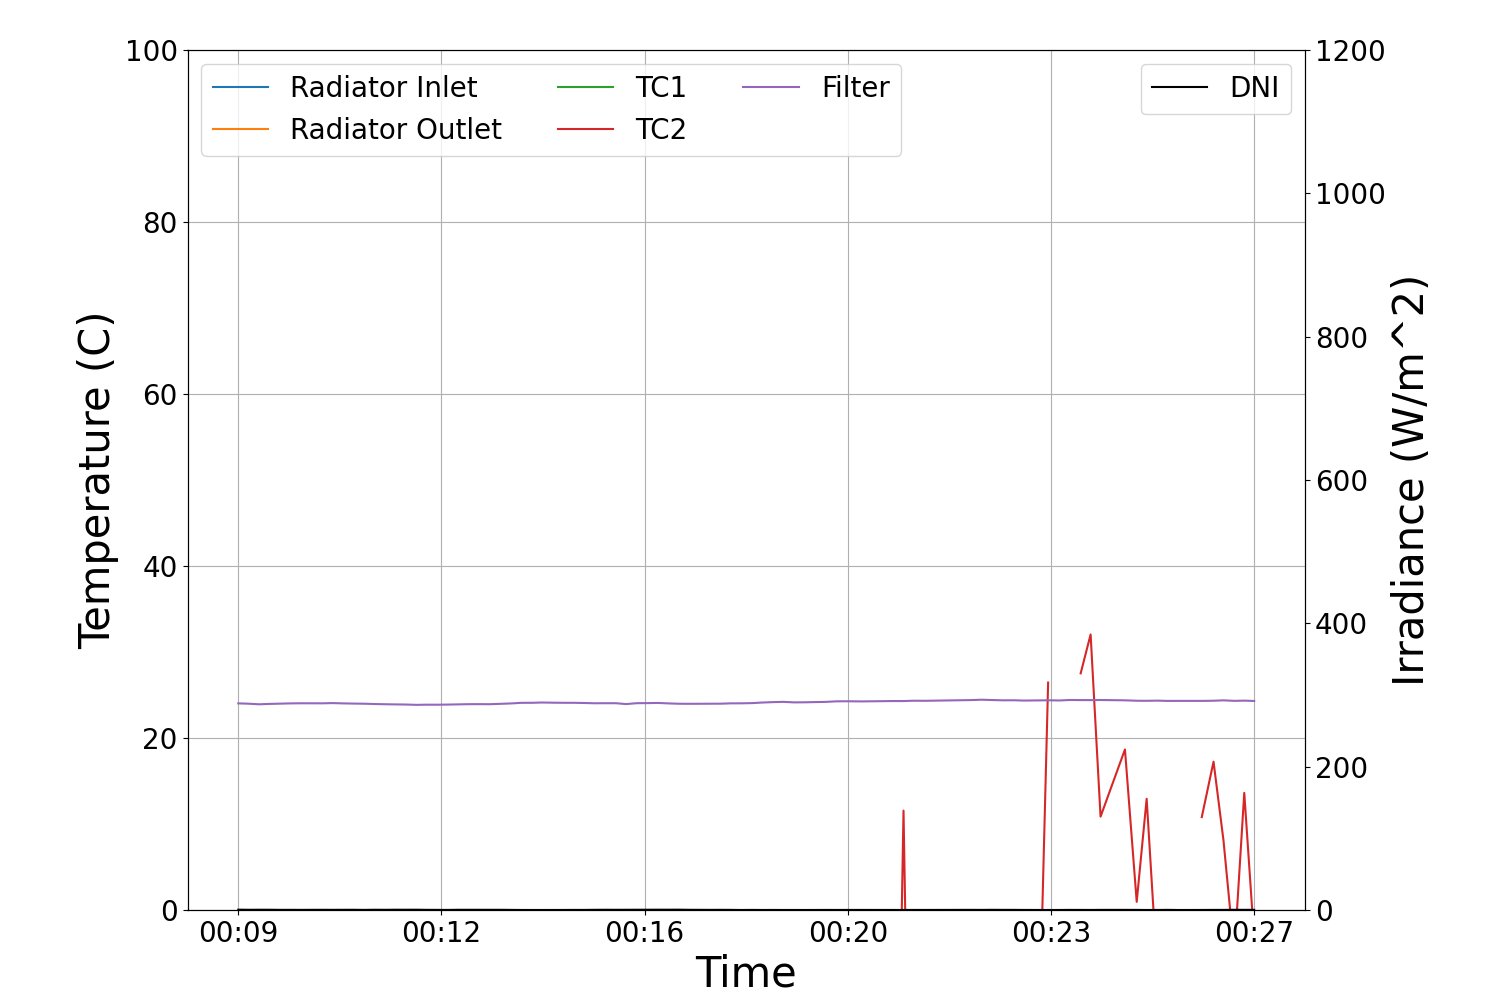 Temperature (C)
100
80
60
40
20
0
Radiator Inlet
Radiator Outlet
TC1
TC2
Filter
DNI
1200
1000
800
600
400
200
0
Irradiance (W/m^2)
00:09 00:12 00:16 00:20 00:23 00:27
Time